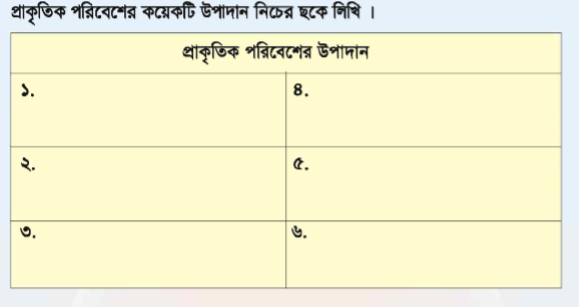 প্রাকৃতিক পরিবেশের কয়েকটি উপাদান নিচের ছকে লিখি ।
প্রাকৃতিক পরিবেশের উপাদান
১. ৪.
২. ৫.
৩. ৬.